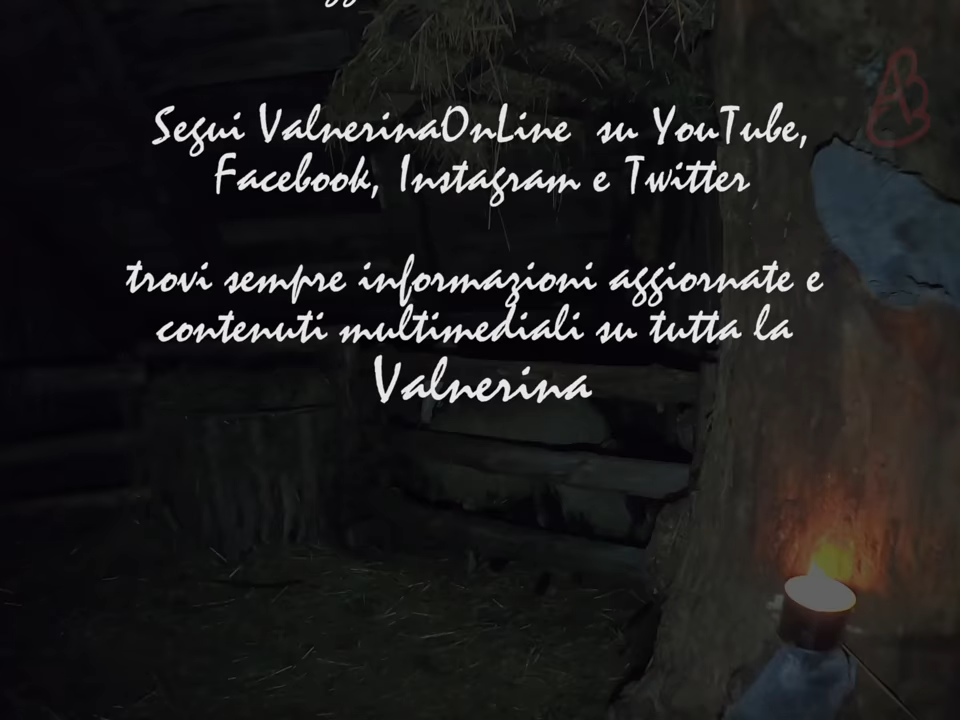 Segui ValnerinaOnLine su YouTube,
Facebook, Instagram e Twitter
trovi sempre informazioni aggiornate e
contenuti multimediali su tutta la
Valnerina